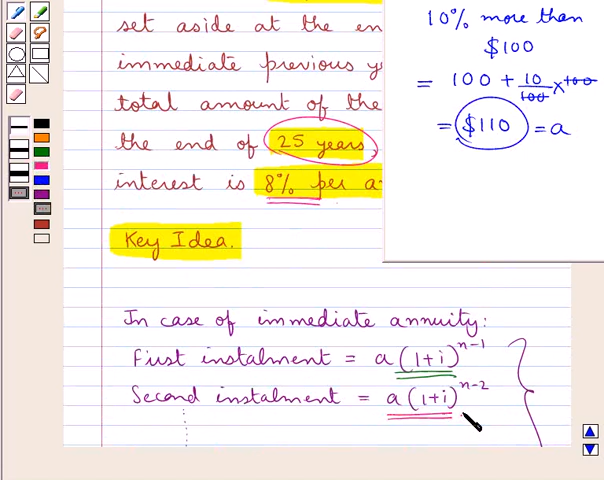 set aside at the en
immediate previous ye
total amount of the
the end of 25 years,
interest is 8% per a
10% more than
$100
= 100 + 10/100 × 100
= $110 = a
Key Idea.
In case of immediate annuity:
First instalment = a(1+i)^n-1
Second instalment = a(1+i)^n-2